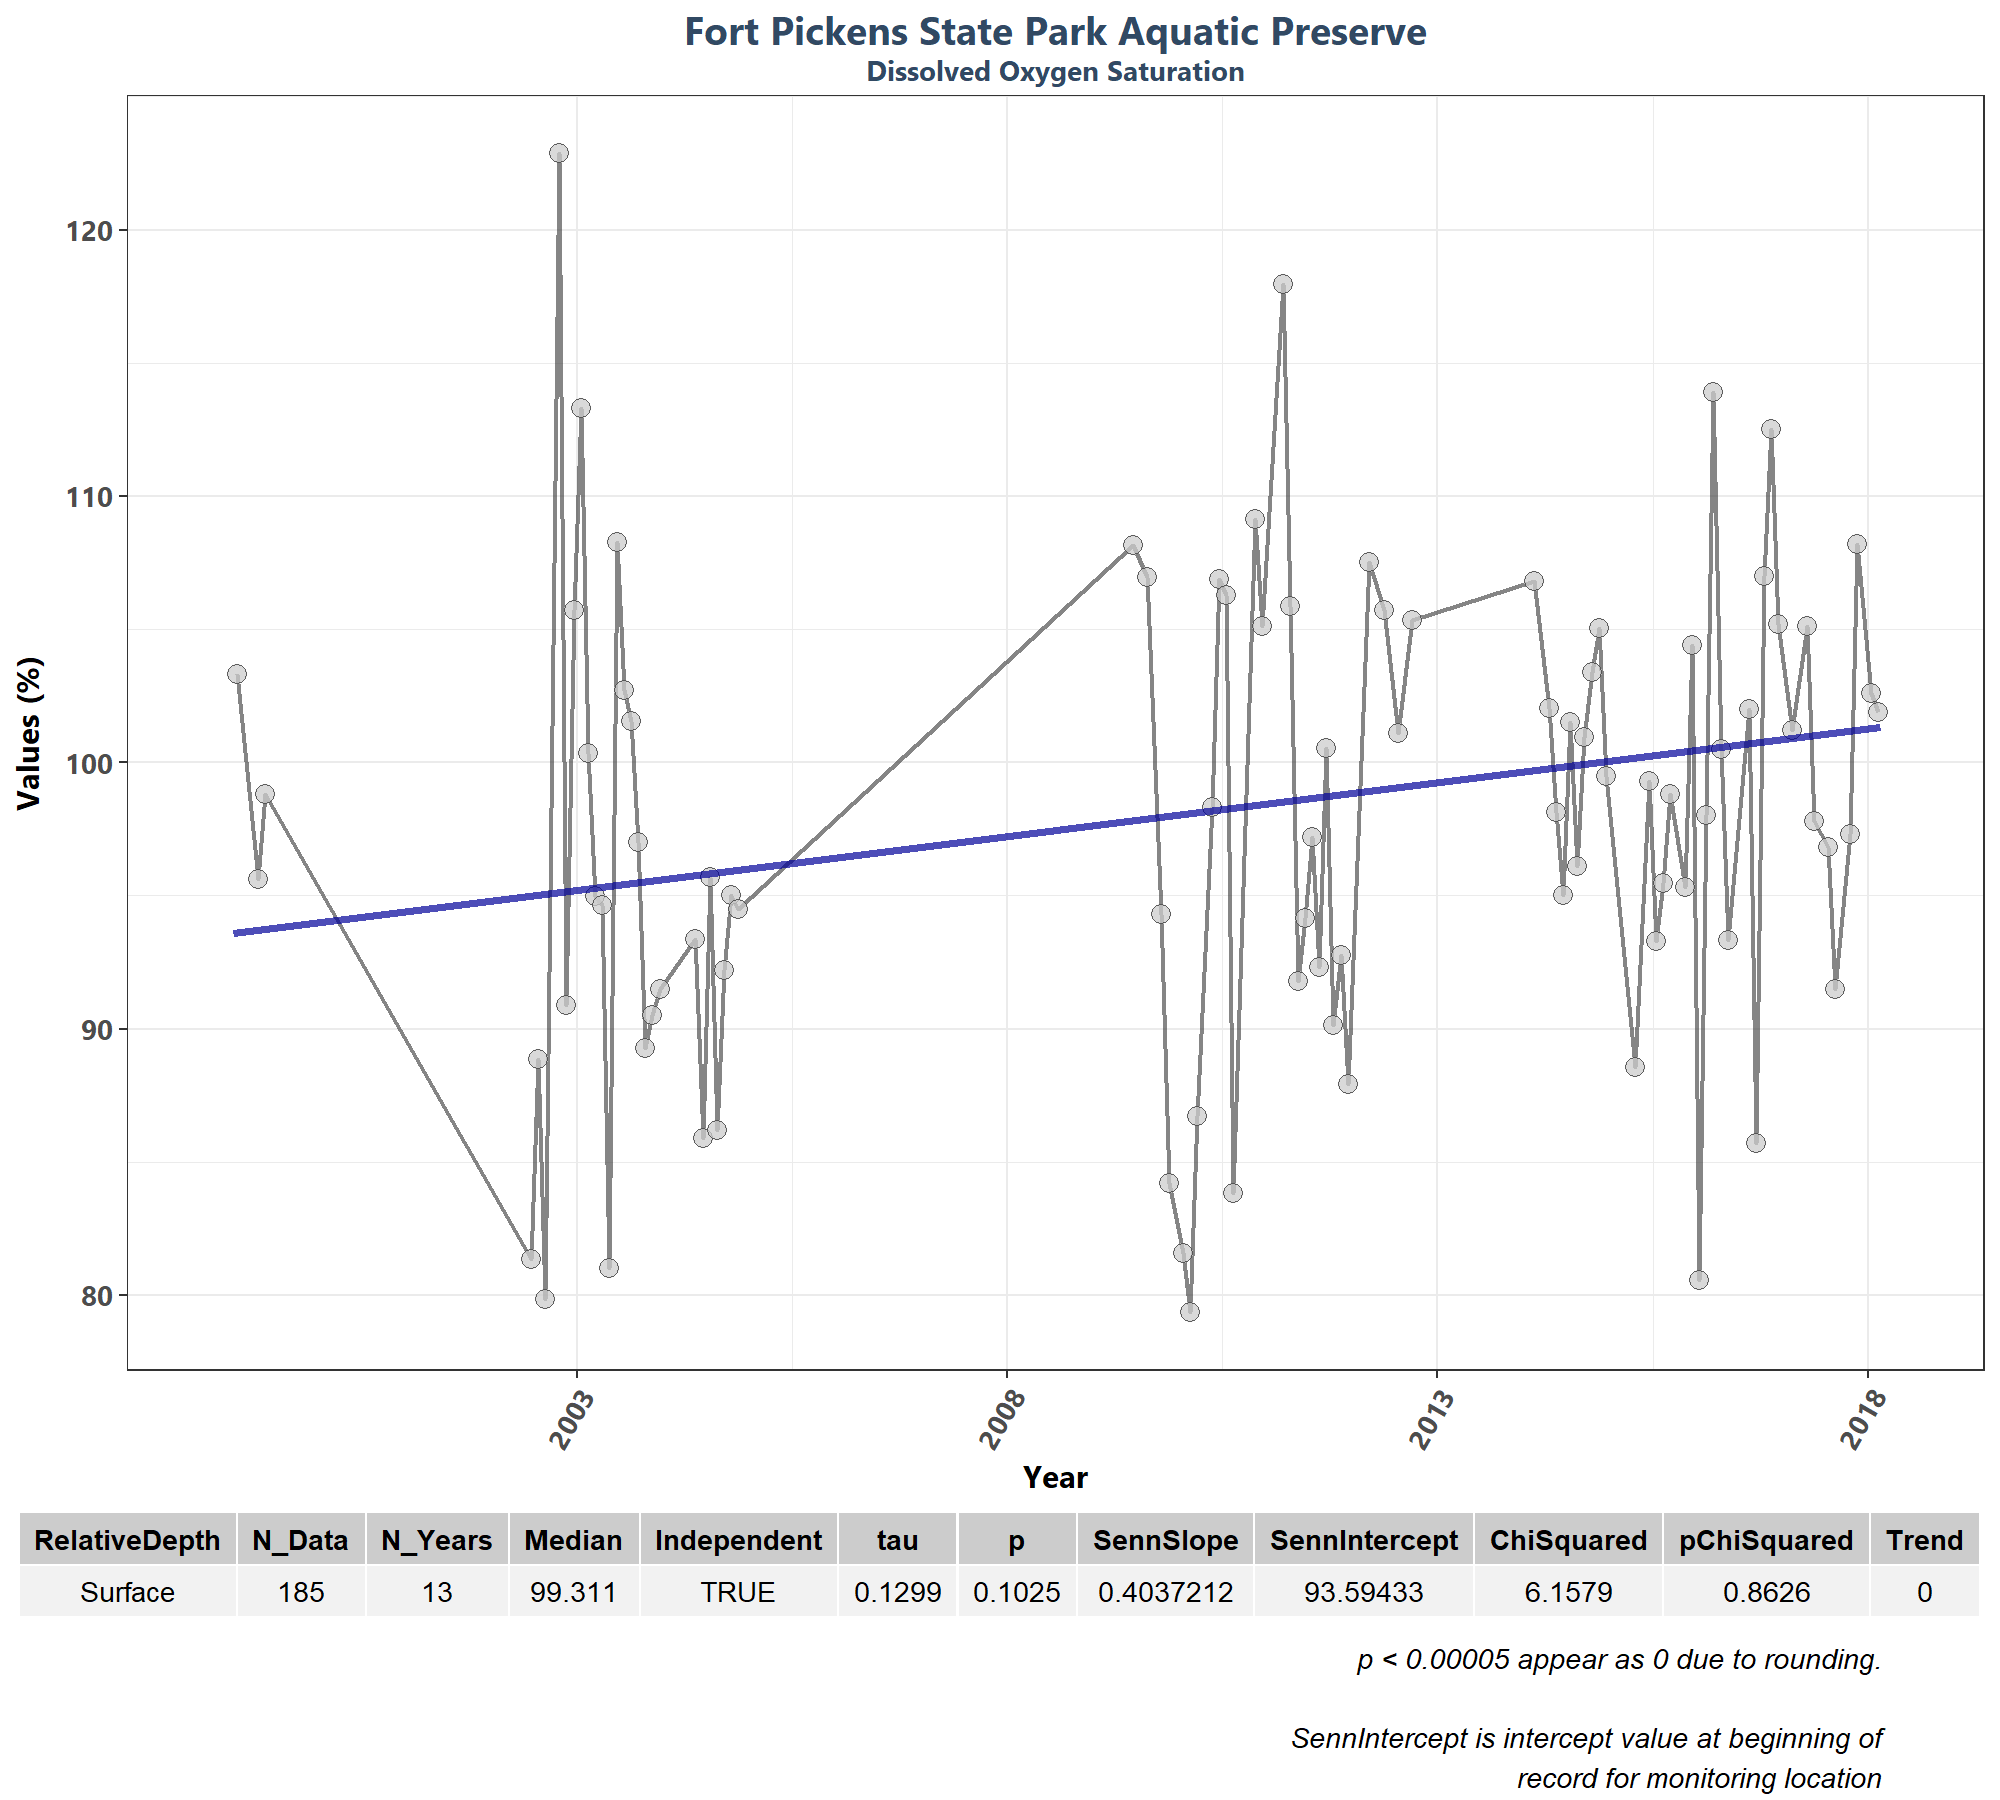 Fort Pickens State Park Aquatic Preserve
Dissolved Oxygen Saturation
Values (%)
120
110
100
90
80
2003
2008
2013
2018
Year
RelativeDepth N_Data N_Years Median Independent tau p SennSlope SennIntercept ChiSquared pChiSquared Trend
Surface 185 13 99.311 TRUE 0.1299 0.1025 0.4037212 93.59433 6.1579 0.8626 0
p < 0.00005 appear as 0 due to rounding.
SennIntercept is intercept value at beginning of
record for monitoring location